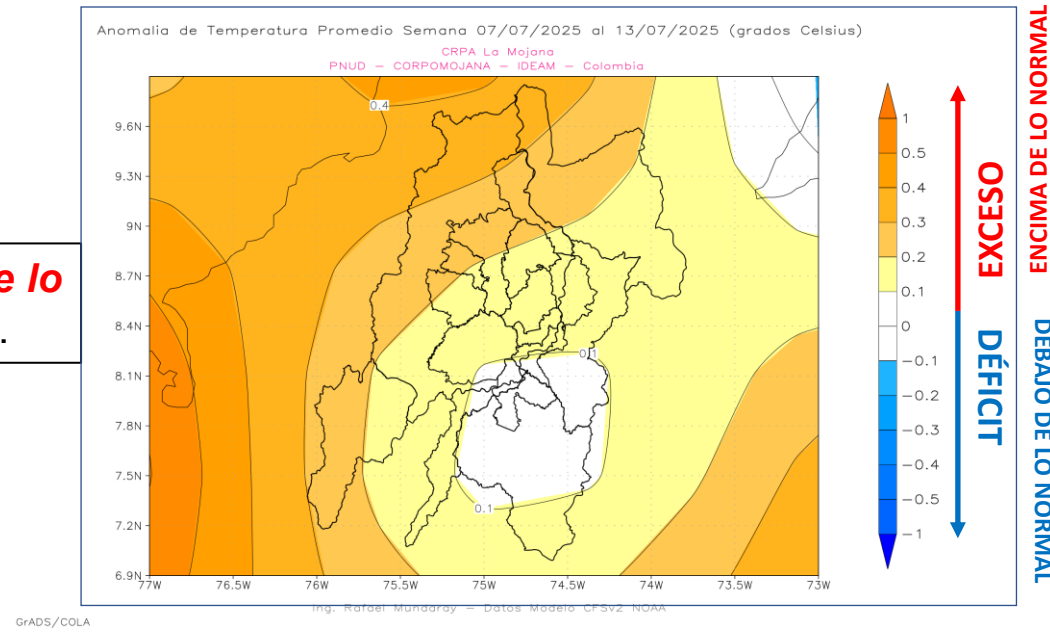 Anomalia de Temperatura Promedio Semana 07/07/2025 al 13/07/2025 (grados Celsius)
CRPA La Mojana
PNUD — CORPOMOJANA — IDEAM — Colombia
e lo
.
9.6N
9.3N
9N
8.7N
8.4N
8.1N
7.8N
7.5N
7.2N
6.9N
77W 76.5W 76W 75.5W 75W 74.5W 74W 73.5W 73W
0.4
0.1
0.1
1
0.5
0.4
0.3
0.2
0.1
0
−0.1
−0.2
−0.3
−0.4
−0.5
−1
EXCESO
DÉFICIT
ENCIMA DE LO NORMAL
DEBAJO DE LO NORMAL
Ing. Rafael Mundaray — Datos Modelo CFSv2 NOAA
GrADS/COLA